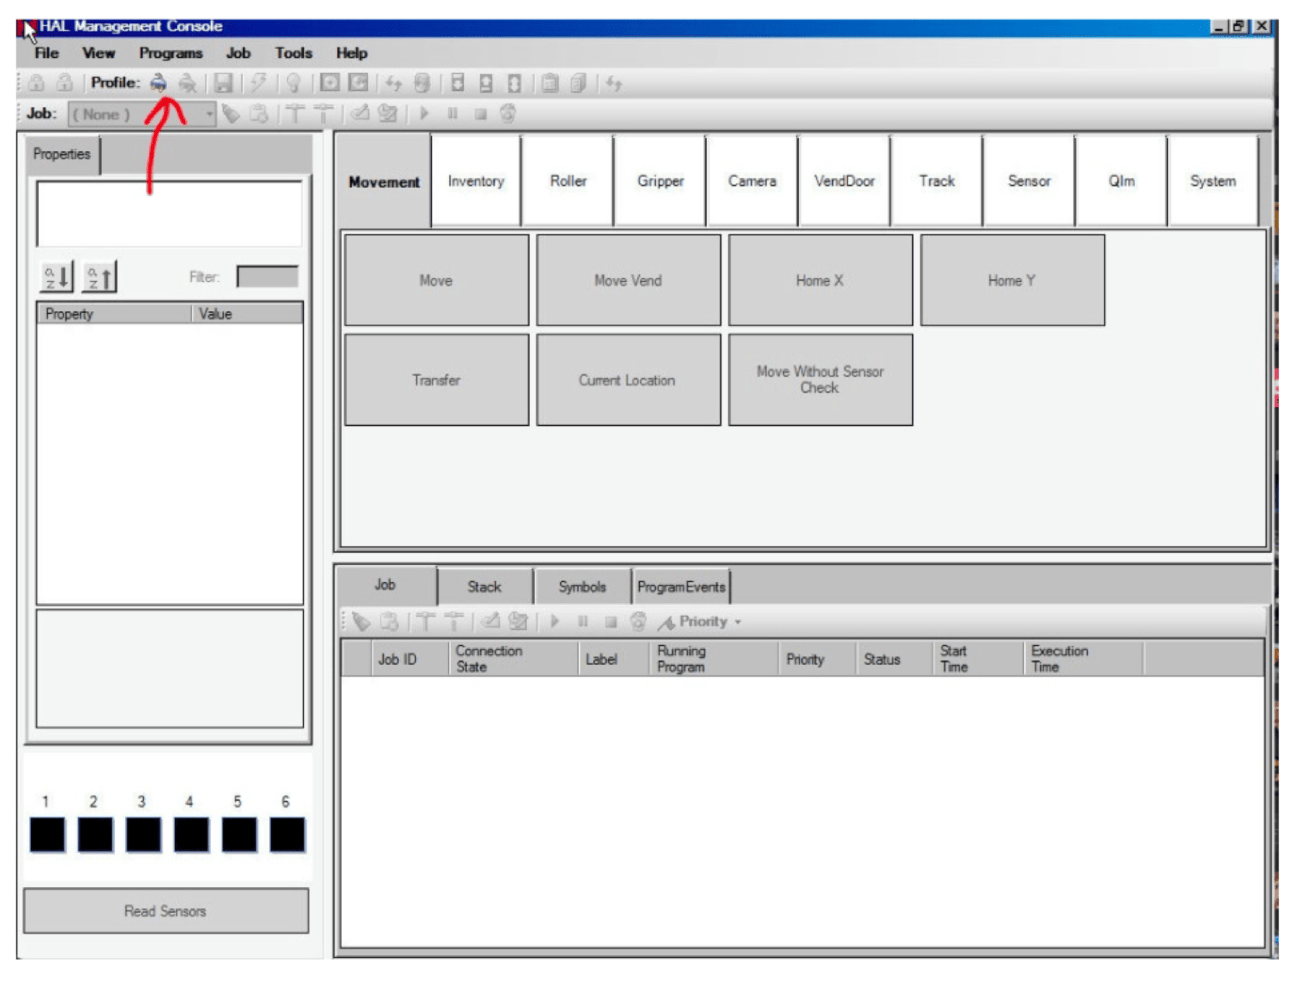 HAL Management Console
File View Programs Job Tools Help
Profile:
Job: ( None )
Properties
Movement Inventory Roller Gripper Camera VendDoor Track Sensor Qlm System
Move Move Vend Home X Home Y
Filter:
Property Value
Transfer Current Location Move Without Sensor
Check
Job Stack Symbols ProgramEvents
Priority
Job ID Connection
State Label Running
Program Priority Status Start
Time Execution
Time
1 2 3 4 5 6
Read Sensors